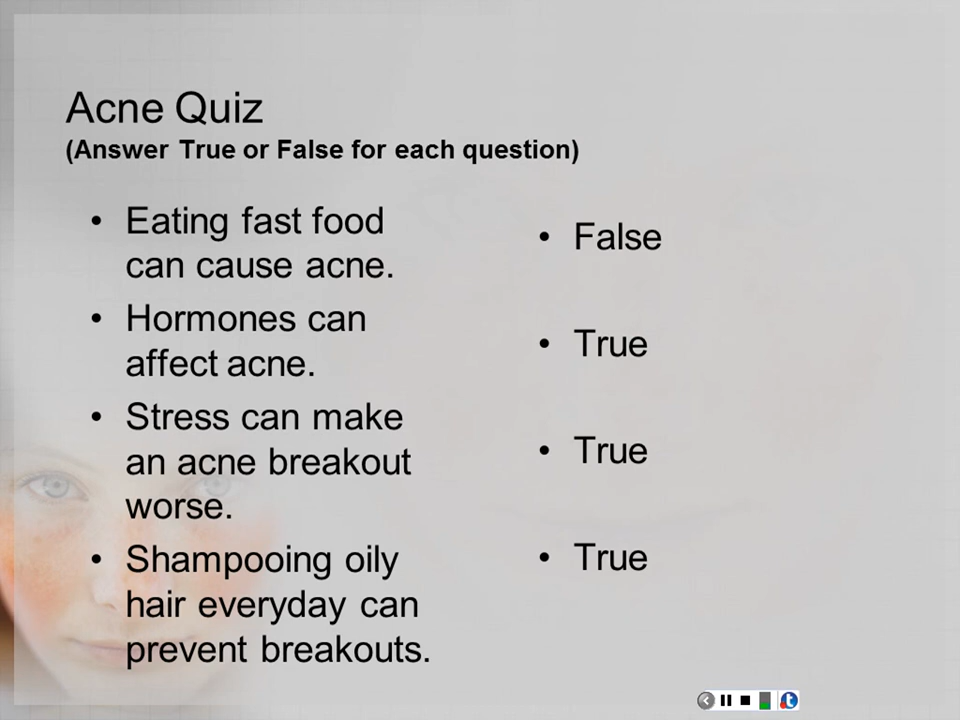 Acne Quiz
(Answer True or False for each question)
• Eating fast food
can cause acne.
• Hormones can
affect acne.
• Stress can make
an acne breakout
worse.
• Shampooing oily
hair everyday can
prevent breakouts.
• False
• True
• True
• True